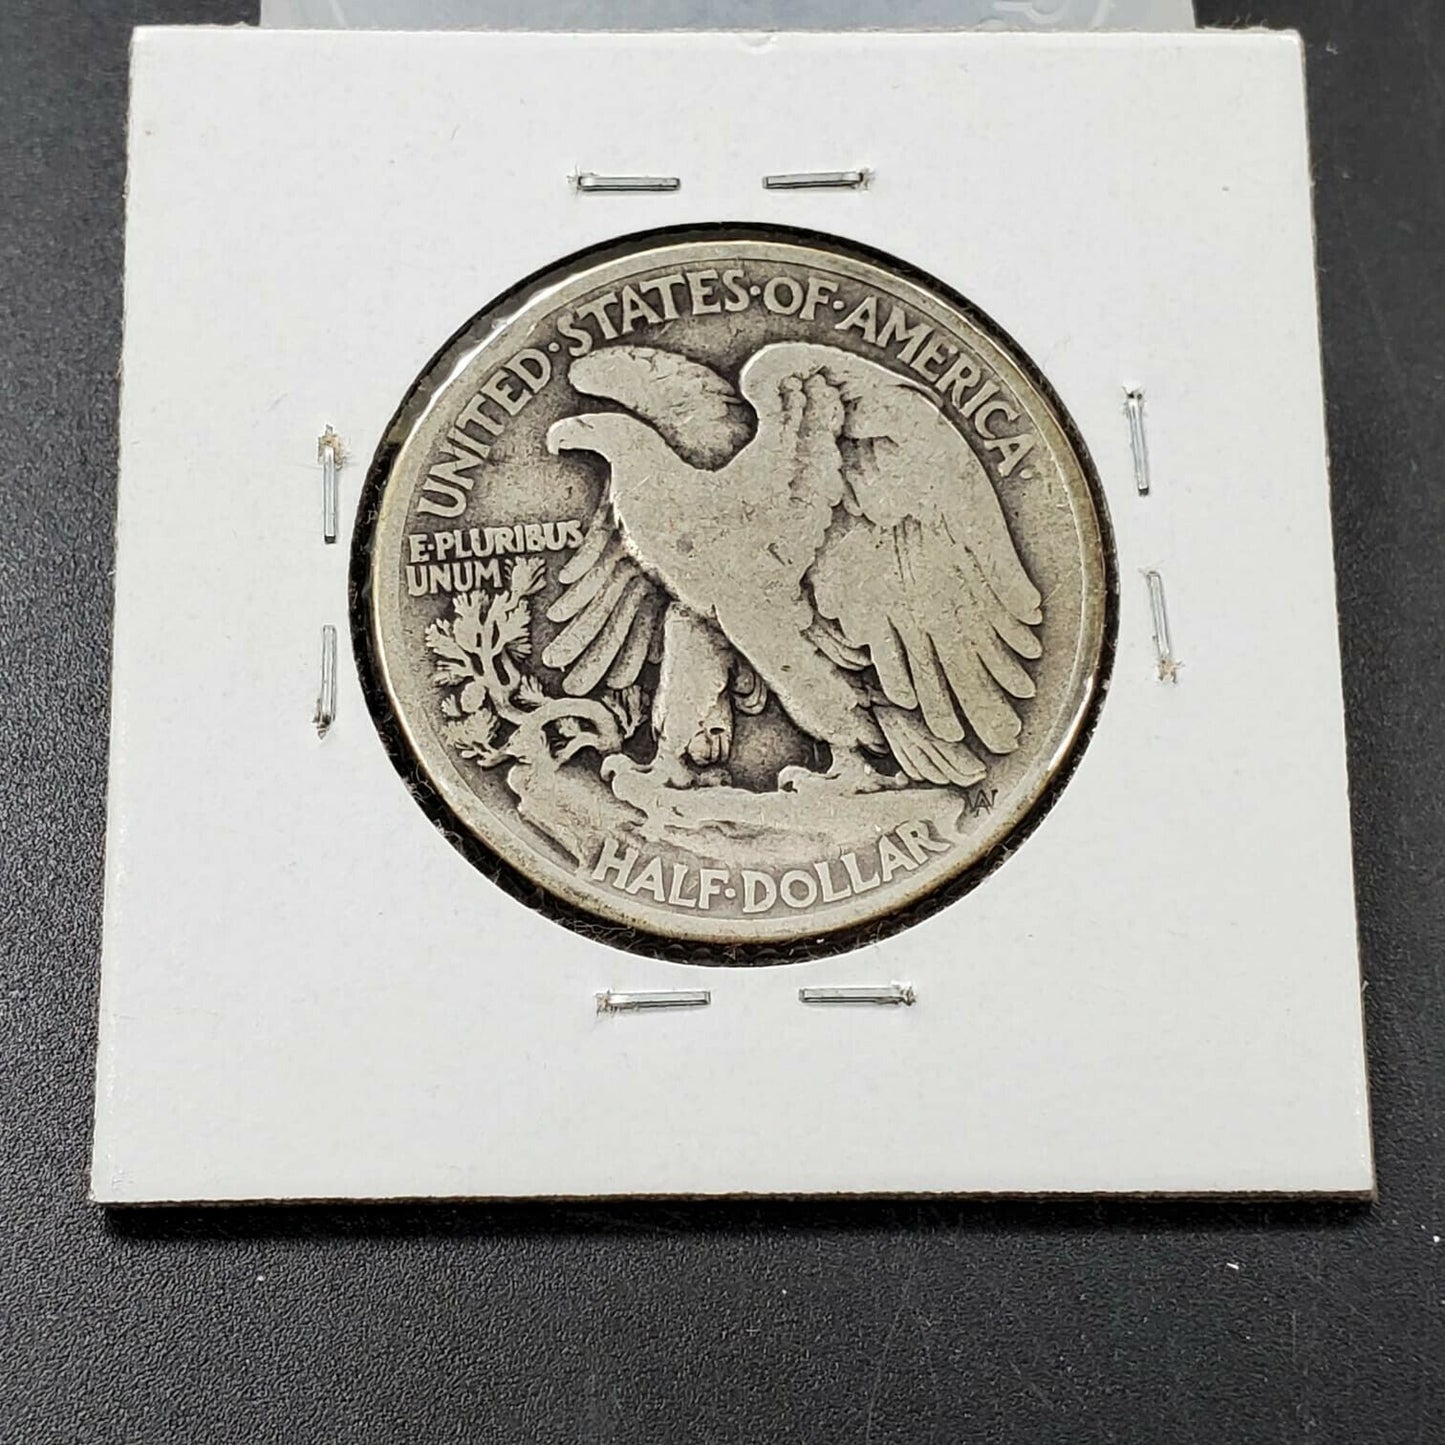 UNITED·STATES·OF·AMERICA·
E·PLURIBUS
UNUM
HALF·DOLLAR
AW